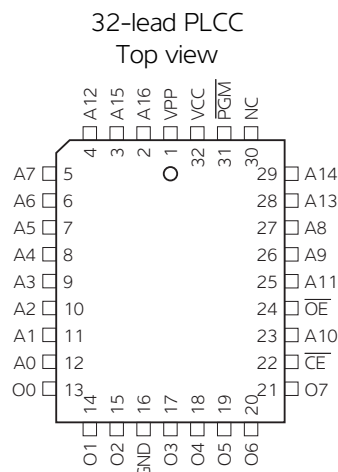 32-lead PLCC
Top view
A12 A15 A16 VPP VCC PGM NC
4 3 2 1 32 31 30
A7 5 29 A14
A6 6 28 A13
A5 7 27 A8
A4 8 26 A9
A3 9 25 A11
A2 10 24 OE
A1 11 23 A10
A0 12 22 CE
O0 13 21 O7
14 15 16 17 18 19 20
O1 O2 GND O3 O4 O5 O6